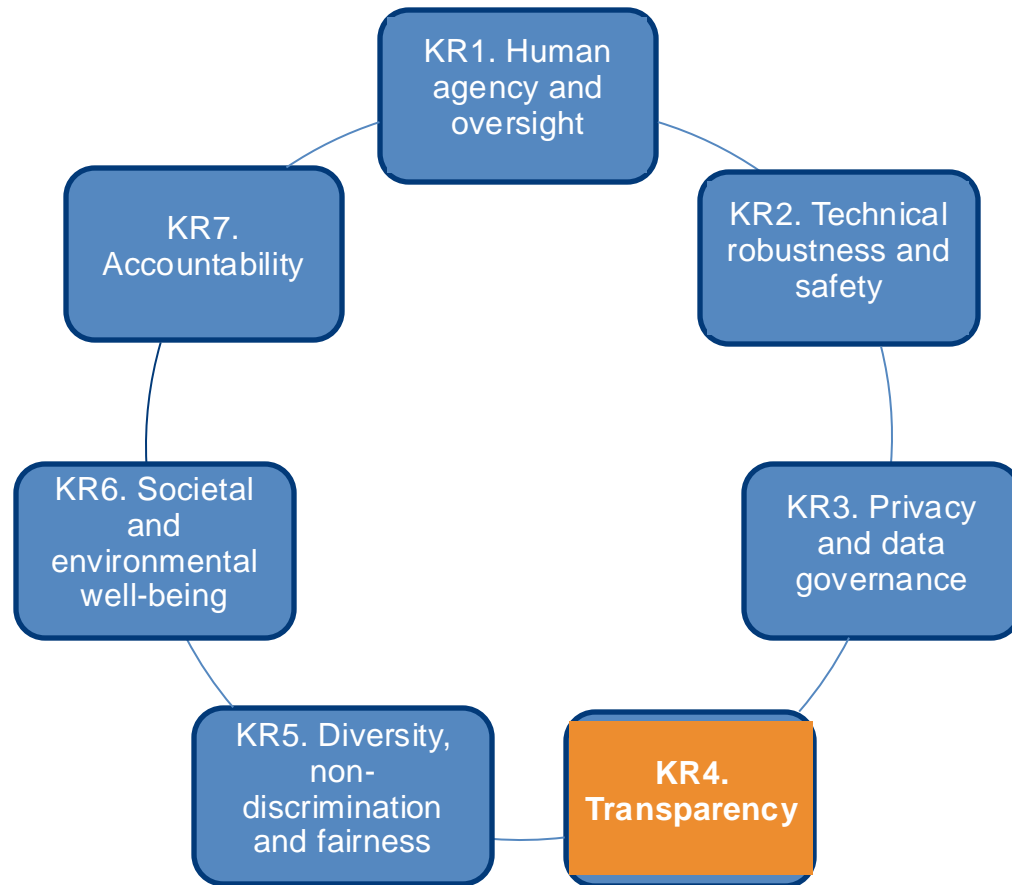 KR1. Human
agency and
oversight
KR2. Technical
robustness and
safety
KR3. Privacy
and data
governance
KR4.
Transparency
KR5. Diversity,
non-
discrimination
and fairness
KR6. Societal
and
environmental
well-being
KR7.
Accountability